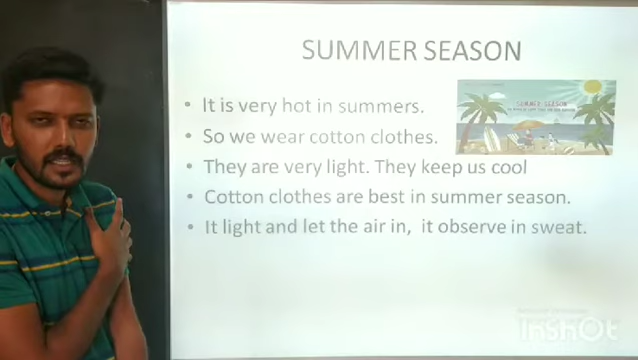 SUMMER SEASON
SUMMER SEASON
• It is very hot in summers.
• So we wear cotton clothes.
• They are very light. They keep us cool
• Cotton clothes are best in summer season.
• It light and let the air in, it observe in sweat.
InShOt